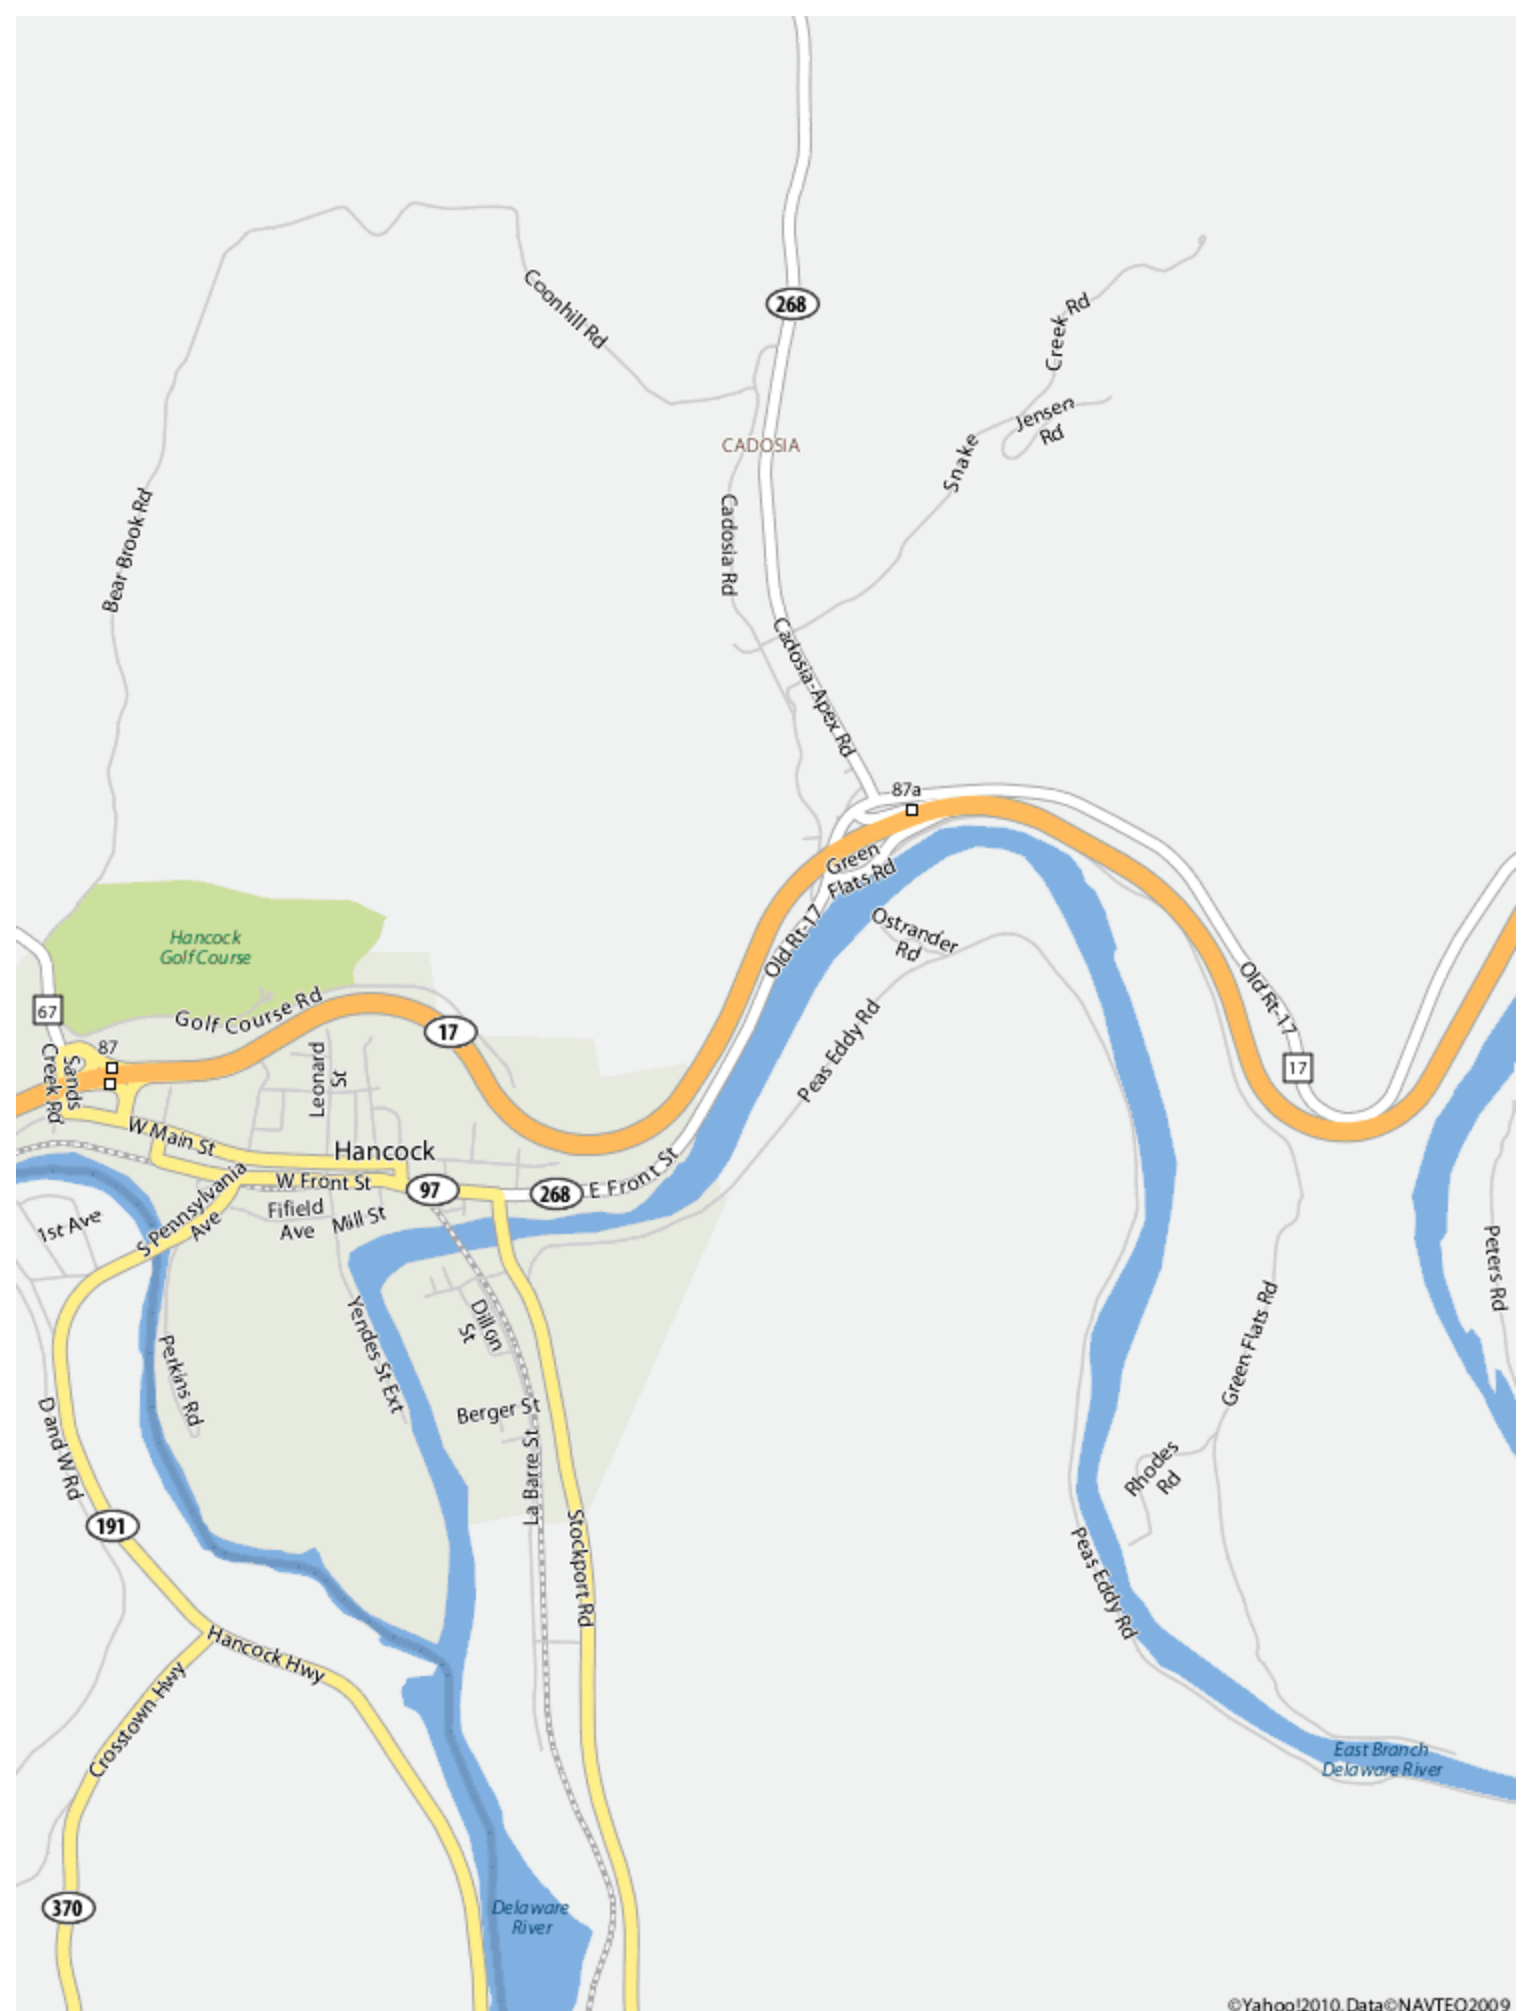 Coonhill Rd
268
Creek Rd
Jensen
Rd
CADOSIA
Snake
Bear Brook Rd
Cadosia Rd
Cadosia-Apex Rd
87a
Green
Flats Rd
Hancock
Golf Course
Ostrander
Rd
Old Rt-17
Old Rt-17
67
Golf Course Rd
17
Peas Eddy Rd
87
Sands
Creek Rd
Leonard
St
17
W Main St
Hancock
W Front St
97
268
E Front St
S Pennsylvania
Ave
Fifield
Ave
Mill St
1st Ave
Peters Rd
Yendes St Ext
Dillon
St
Green Flats Rd
Perkins Rd
D and W Rd
Berger St
La Barre St
Rhodes
Rd
191
Stockport Rd
Peas Eddy Rd
Hancock Hwy
Crosstown Hwy
East Branch
Delaware River
370
Delaware
River
©Yahoo!2010, Data©NAVTEQ2009